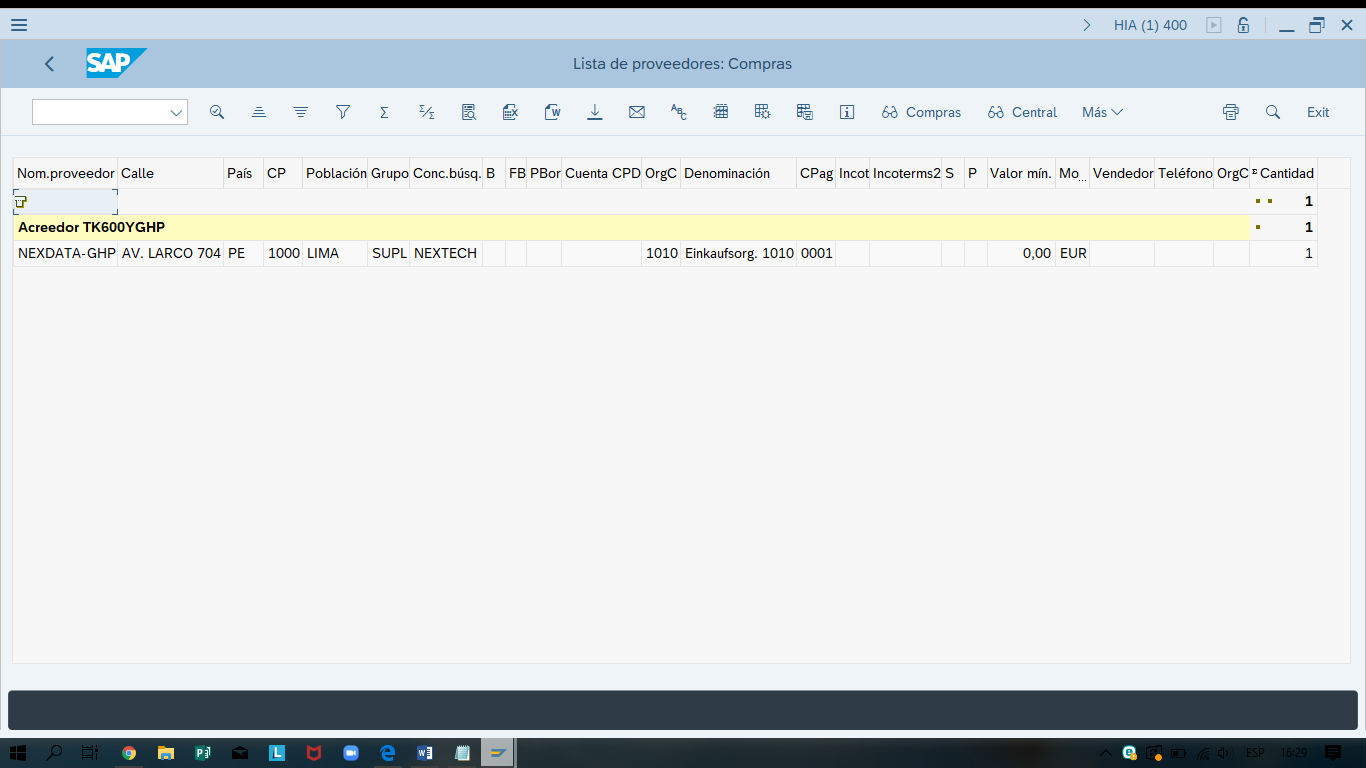 HIA (1) 400
SAP
Lista de proveedores: Compras
Compras Central Más Exit
Nom.proveedor Calle País CP Población Grupo Conc.búsq. B FB PBor Cuenta CPD OrgC Denominación CPag Incot Incoterms2 S P Valor mín. Mo... Vendedor Teléfono OrgC Cantidad
1
Acreedor TK600YGHP 1
NEXDATA-GHP AV. LARCO 704 PE 1000 LIMA SUPL NEXTECH 1010 Einkaufsorg. 1010 0001 0,00 EUR 1
ESP 16:29